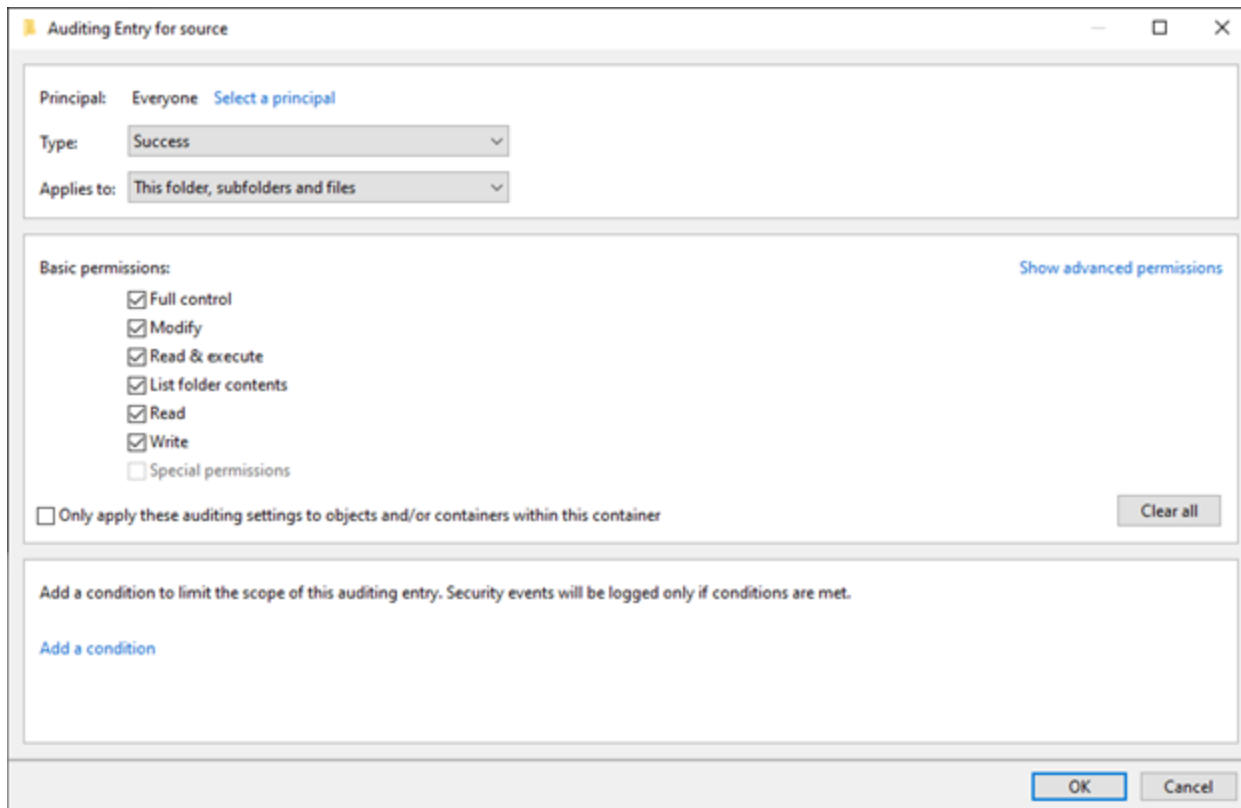 Auditing Entry for source
Principal: Everyone Select a principal
Type: Success
Applies to: This folder, subfolders and files
Basic permissions: Show advanced permissions
Full control
Modify
Read & execute
List folder contents
Read
Write
Special permissions
Only apply these auditing settings to objects and/or containers within this container Clear all
Add a condition to limit the scope of this auditing entry. Security events will be logged only if conditions are met.
Add a condition
OK Cancel